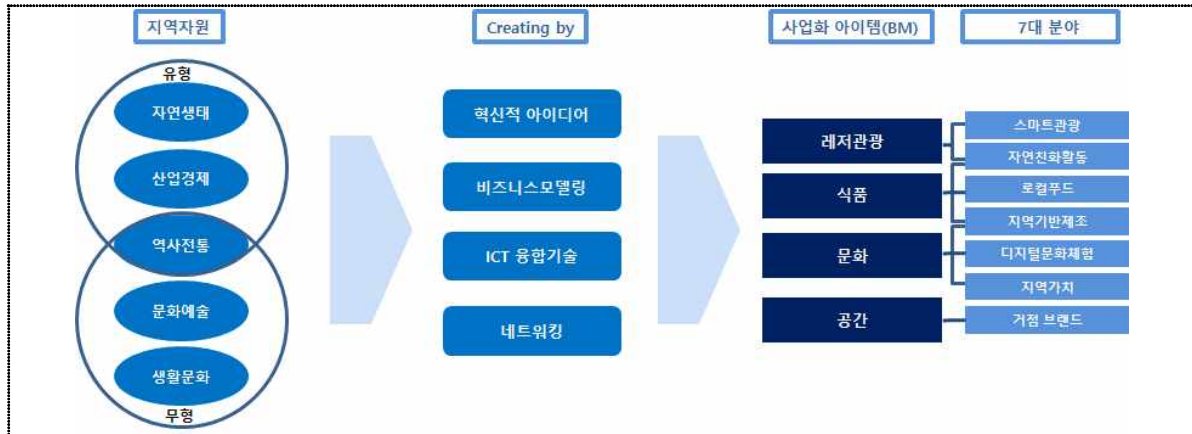 지역자원
유형
자연생태
산업경제
역사전통
문화예술
생활문화
무형
Creating by
혁신적 아이디어
비즈니스모델링
ICT 융합기술
네트워킹
사업화 아이템(BM)
레저관광
식품
문화
공간
7대 분야
스마트관광
자연친화활동
로컬푸드
지역기반제조
디지털문화체험
지역가치
거점 브랜드